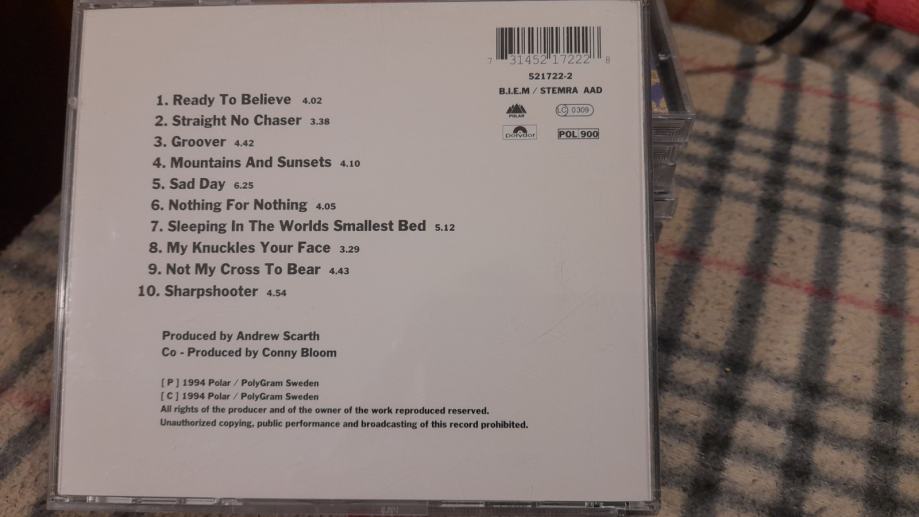 7 31452 17222 8
521722-2
B.I.E.M / STEMRA AAD
POLAR
LC 0309
polydor
POL 900
1. Ready To Believe 4.02
2. Straight No Chaser 3.38
3. Groover 4.42
4. Mountains And Sunsets 4.10
5. Sad Day 6.25
6. Nothing For Nothing 4.05
7. Sleeping In The Worlds Smallest Bed 5.12
8. My Knuckles Your Face 3.29
9. Not My Cross To Bear 4.43
10. Sharpshooter 4.54
Produced by Andrew Scarth
Co - Produced by Conny Bloom
[ P ] 1994 Polar / PolyGram Sweden
[ C ] 1994 Polar / PolyGram Sweden
All rights of the producer and of the owner of the work reproduced reserved.
Unauthorized copying, public performance and broadcasting of this record prohibited.